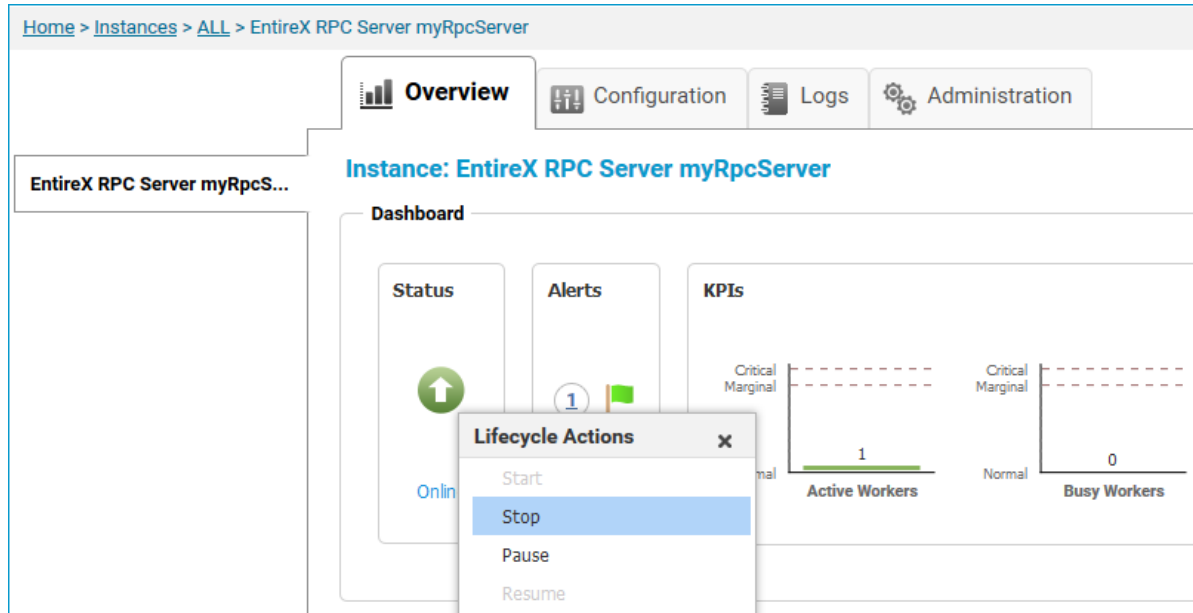 Home > Instances > ALL > EntireX RPC Server myRpcServer
Overview
Configuration
Logs
Administration
EntireX RPC Server myRpcS...
Instance: EntireX RPC Server myRpcServer
Dashboard
Status
Alerts
KPIs
Critical
Marginal
1
Active Workers
Critical
Marginal
Normal
0
Busy Workers
1
Onlin
Lifecycle Actions
Start
Stop
Pause
Resume